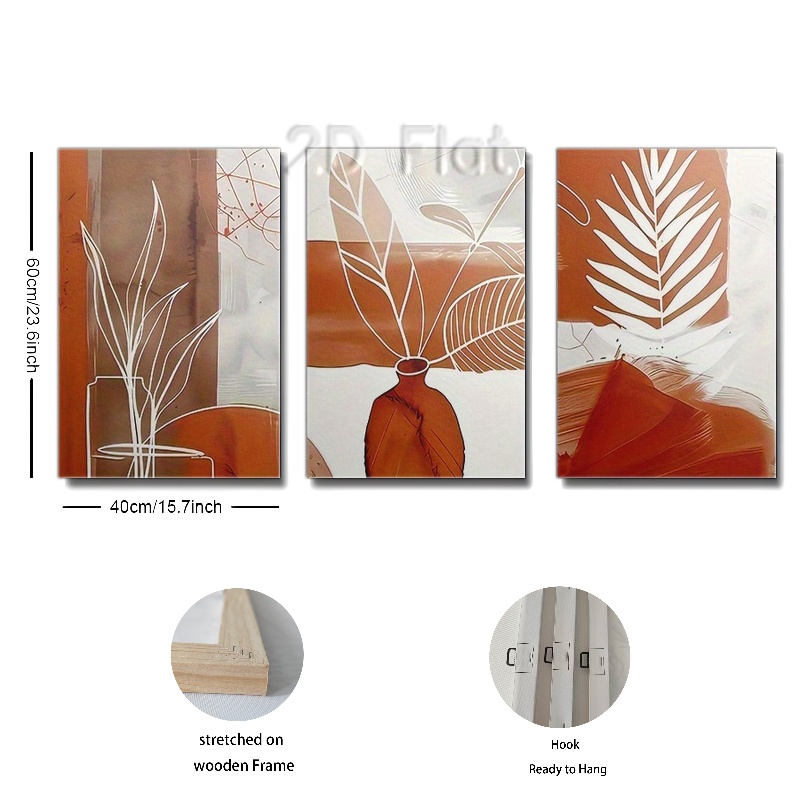 2D Flat
60cm/23.6inch
40cm/15.7inch
stretched on
wooden Frame
Hook
Ready to Hang